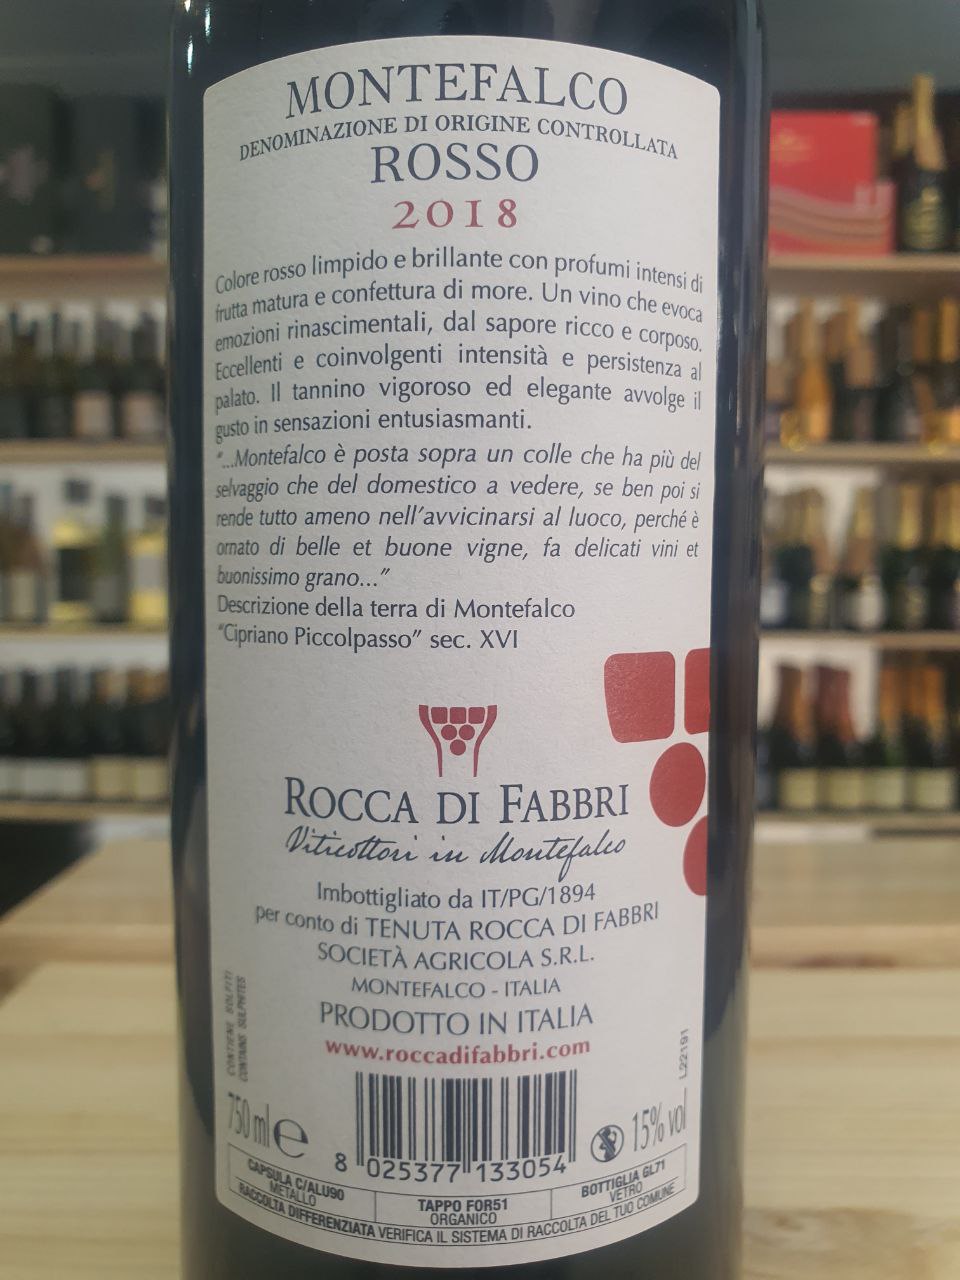 MONTEFALCO
DENOMINAZIONE DI ORIGINE CONTROLLATA
ROSSO
2018
Colore rosso limpido e brillante con profumi intensi di
frutta matura e confettura di more. Un vino che evoca
emozioni rinascimentali, dal sapore ricco e corposo.
Eccellenti e coinvolgenti intensità e persistenza al
palato. Il tannino vigoroso ed elegante avvolge il
gusto in sensazioni entusiasmanti.
"...Montefalco è posta sopra un colle che ha più del
selvaggio che del domestico a vedere, se ben poi si
rende tutto ameno nell'avvicinarsi al luoco, perché è
ornato di belle et buone vigne, fa delicati vini et
buonissimo grano..."
Descrizione della terra di Montefalco
"Cipriano Piccolpasso" sec. XVI
ROCCA DI FABBRI
Viticottori in Montefalco
Imbottigliato da IT/PG/1894
per conto di TENUTA ROCCA DI FABBRI
SOCIETÀ AGRICOLA S.R.L.
MONTEFALCO - ITALIA
PRODOTTO IN ITALIA
www.roccadifabbri.com
CONTIENE SOLFITI
CONTAINS SULPHITES
L22191
750 ml e
15% vol
8 025377 133054
CAPSULA C/ALU90
METALLO
TAPPO FOR51
ORGANICO
BOTTIGLIA GL71
VETRO
RACCOLTA DIFFERENZIATA VERIFICA IL SISTEMA DI RACCOLTA DEL TUO COMUNE